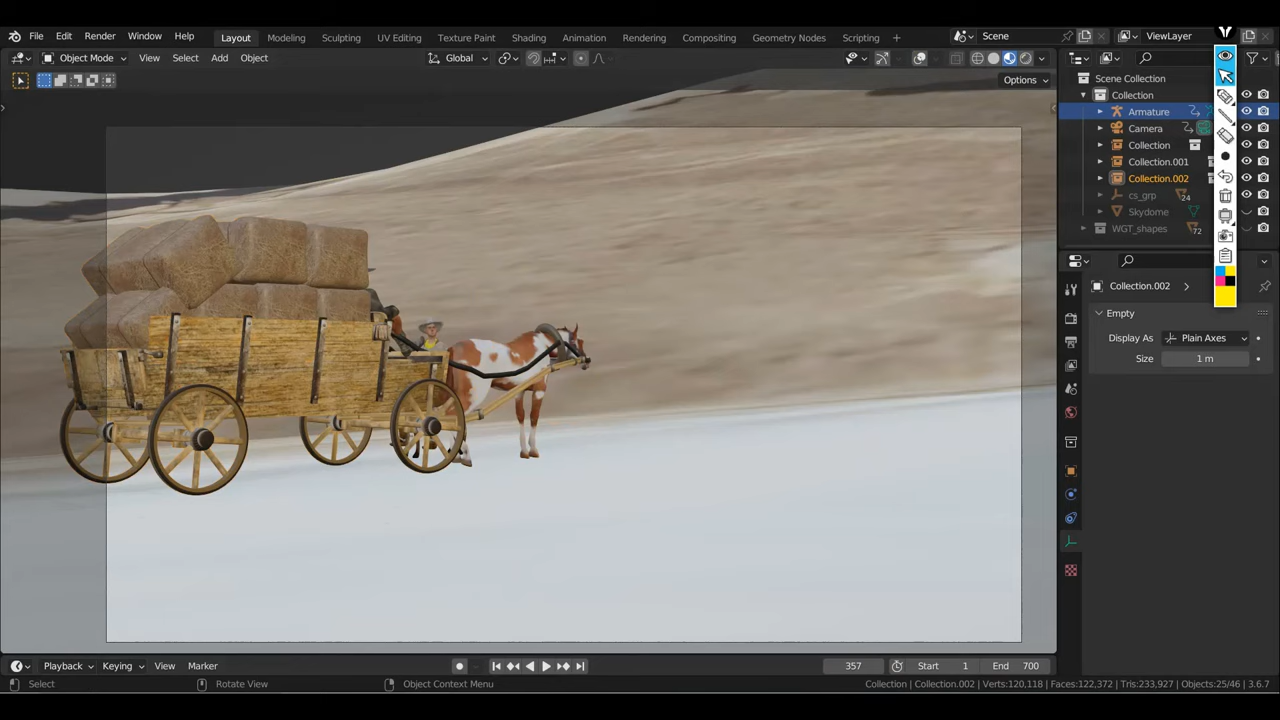 File Edit Render Window Help Layout Modeling Sculpting UV Editing Texture Paint Shading Animation Rendering Compositing Geometry Nodes Scripting + Scene ViewLayer
Object Mode View Select Add Object Global
Options
Scene Collection
Collection
Armature
Camera
Collection
Collection.001
Collection.002
cs_grp 24
Skydome
WGT_shapes 72
Collection.002
Empty
Display As Plain Axes
Size 1 m
Playback Keying View Marker 357 Start 1 End 700
Select Rotate View Object Context Menu Collection | Collection.002 | Verts:120,118 | Faces:122,372 | Tris:233,927 | Objects:25/46 | 3.6.7